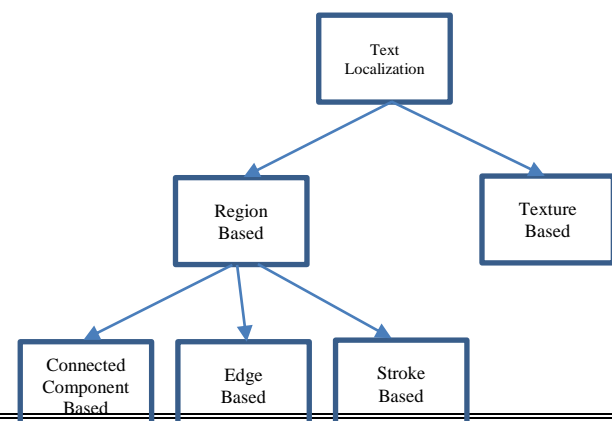 Text
Localization
Region
Based
Texture
Based
Connected
Component
Based
Edge
Based
Stroke
Based